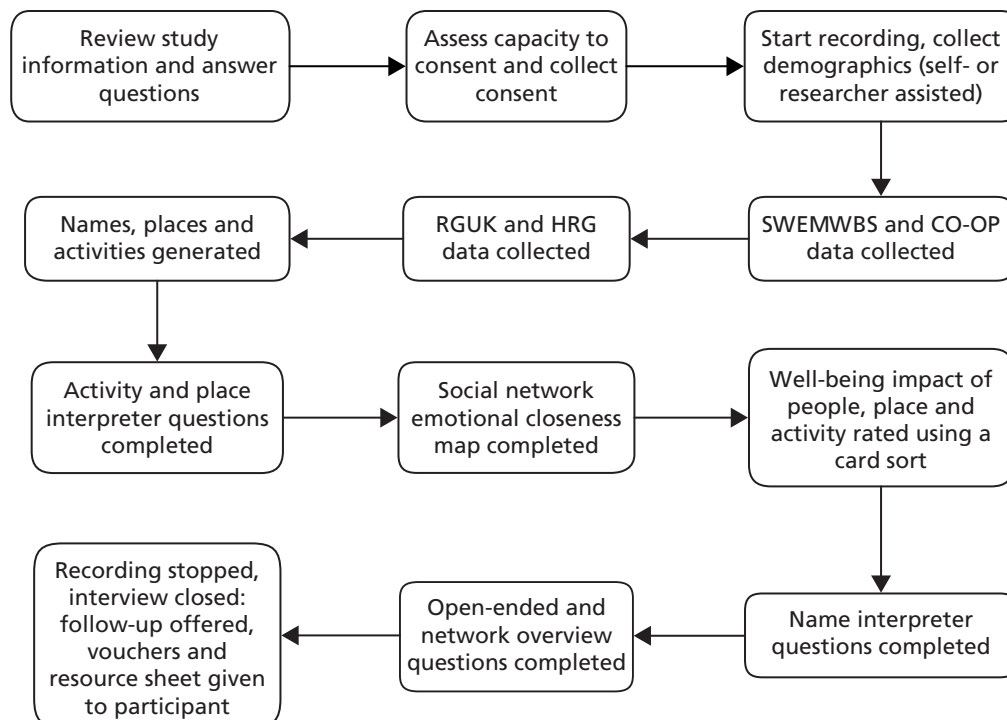 Review study
information and answer
questions
Assess capacity to
consent and collect
consent
Start recording, collect
demographics (self- or
researcher assisted)
SWEMWBS and CO-OP
data collected
RGUK and HRG
data collected
Names, places and
activities generated
Activity and place
interpreter questions
completed
Social network
emotional closeness
map completed
Well-being impact of
people, place and
activity rated using a
card sort
Name interpreter
questions completed
Open-ended and
network overview
questions completed
Recording stopped,
interview closed:
follow-up offered,
vouchers and
resource sheet given
to participant